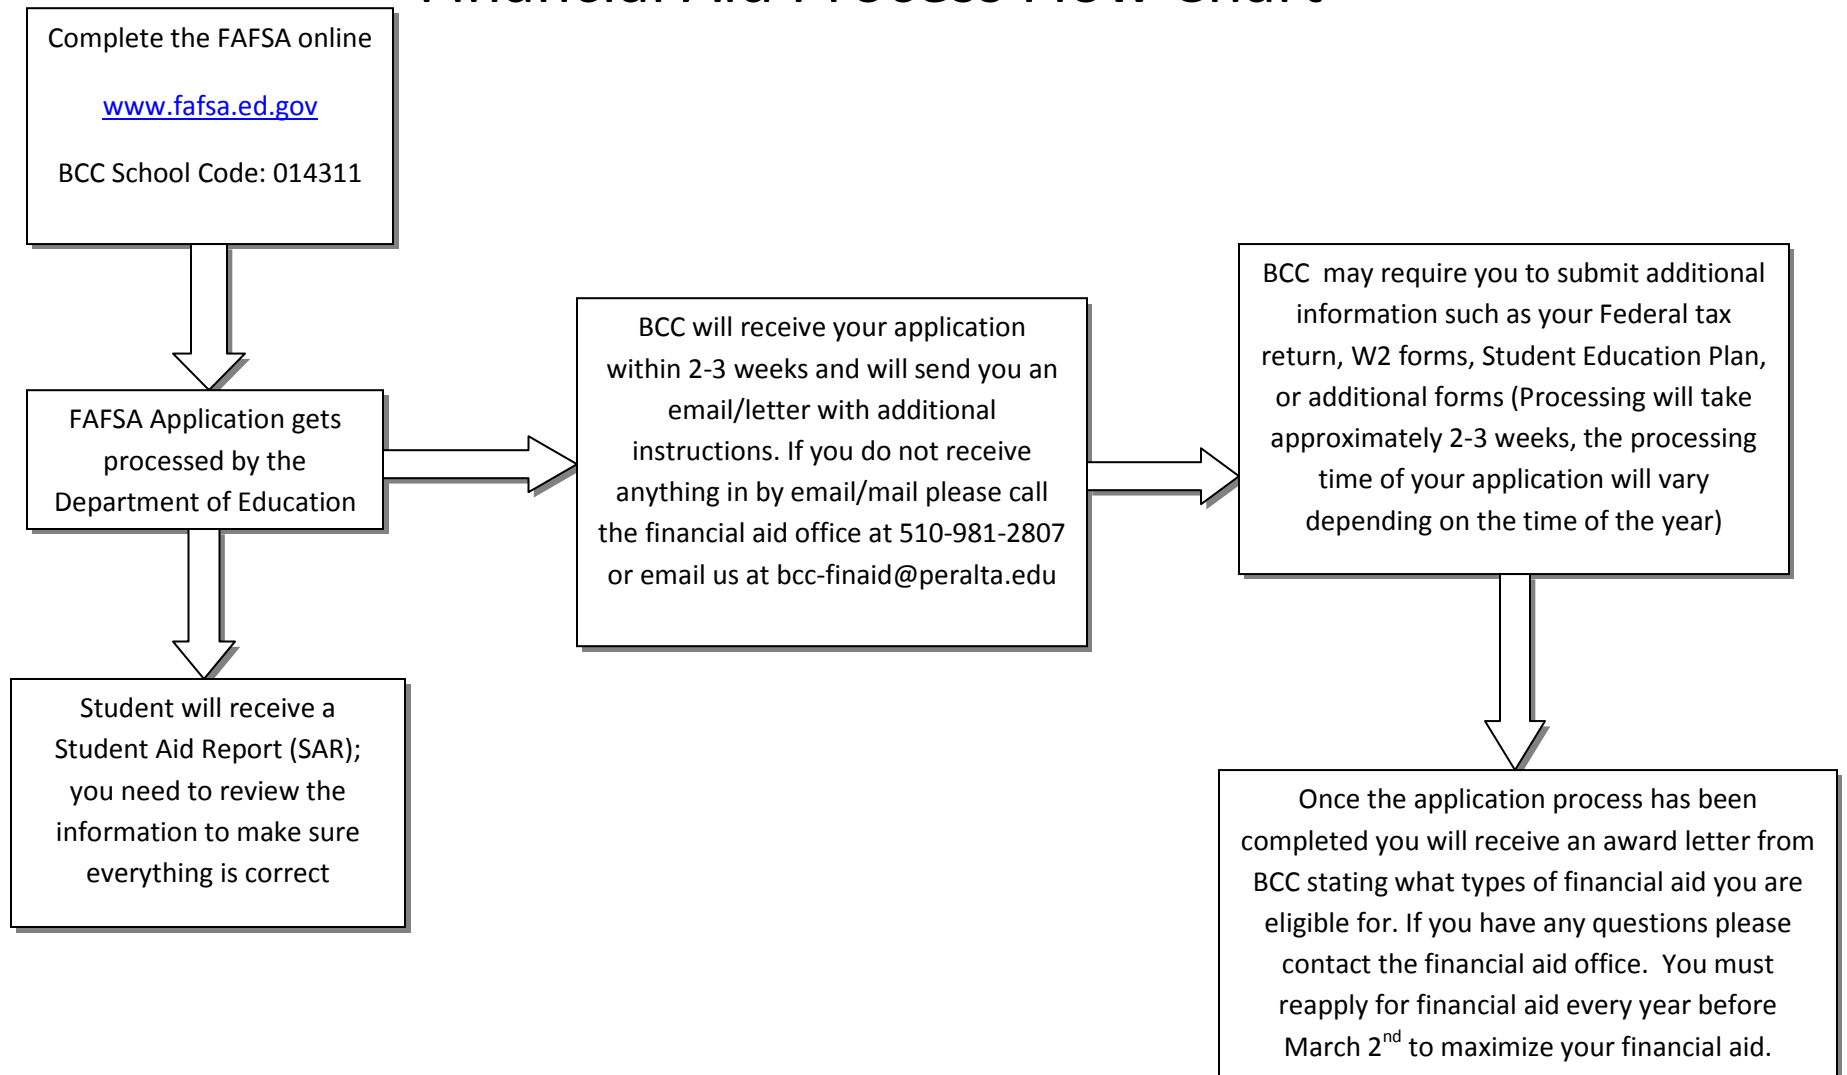 Financial Aid Process Flow Chart
Complete the FAFSA online
www.fafsa.ed.gov
BCC School Code: 014311
FAFSA Application gets
processed by the
Department of Education
Student will receive a
Student Aid Report (SAR);
you need to review the
information to make sure
everything is correct
BCC will receive your application
within 2-3 weeks and will send you an
email/letter with additional
instructions. If you do not receive
anything in by email/mail please call
the financial aid office at 510-981-2807
or email us at bcc-finaid@peralta.edu
BCC may require you to submit additional
information such as your Federal tax
return, W2 forms, Student Education Plan,
or additional forms (Processing will take
approximately 2-3 weeks, the processing
time of your application will vary
depending on the time of the year)
Once the application process has been
completed you will receive an award letter from
BCC stating what types of financial aid you are
eligible for. If you have any questions please
contact the financial aid office. You must
reapply for financial aid every year before
March 2nd to maximize your financial aid.